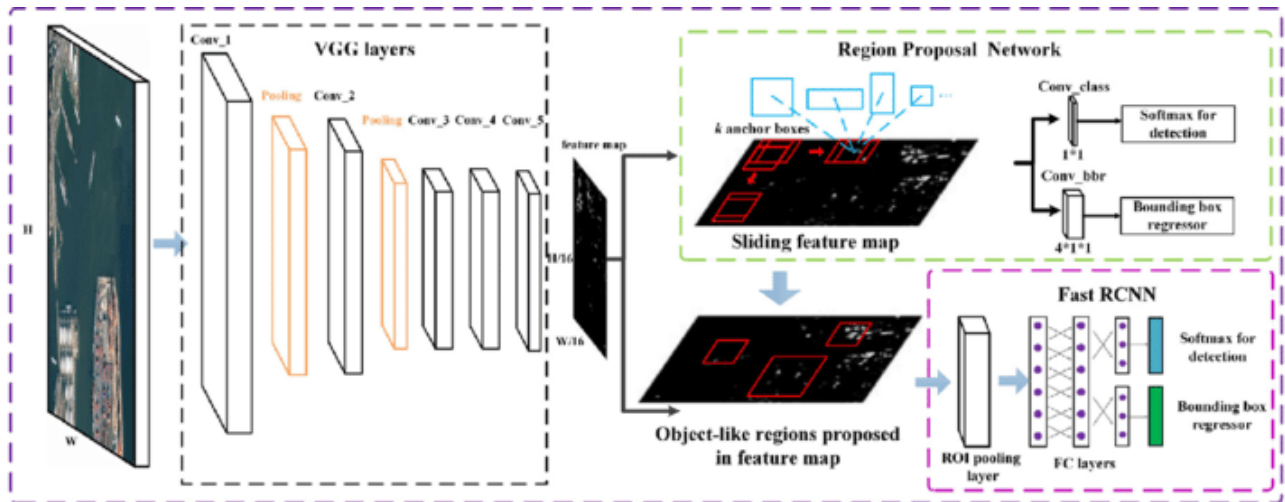 VGG layers
Conv_1
Pooling
Conv_2
Pooling
Conv_3
Conv_4
Conv_5
H
W
feature map
H/16
W/16
Region Proposal Network
k anchor boxes
...
Sliding feature map
Conv_class
1*1
Softmax for
detection
Conv_bbr
4*1*1
Bounding box
regressor
Object-like regions proposed
in feature map
Fast RCNN
ROI pooling
layer
FC layers
Softmax for
detection
Bounding box
regressor